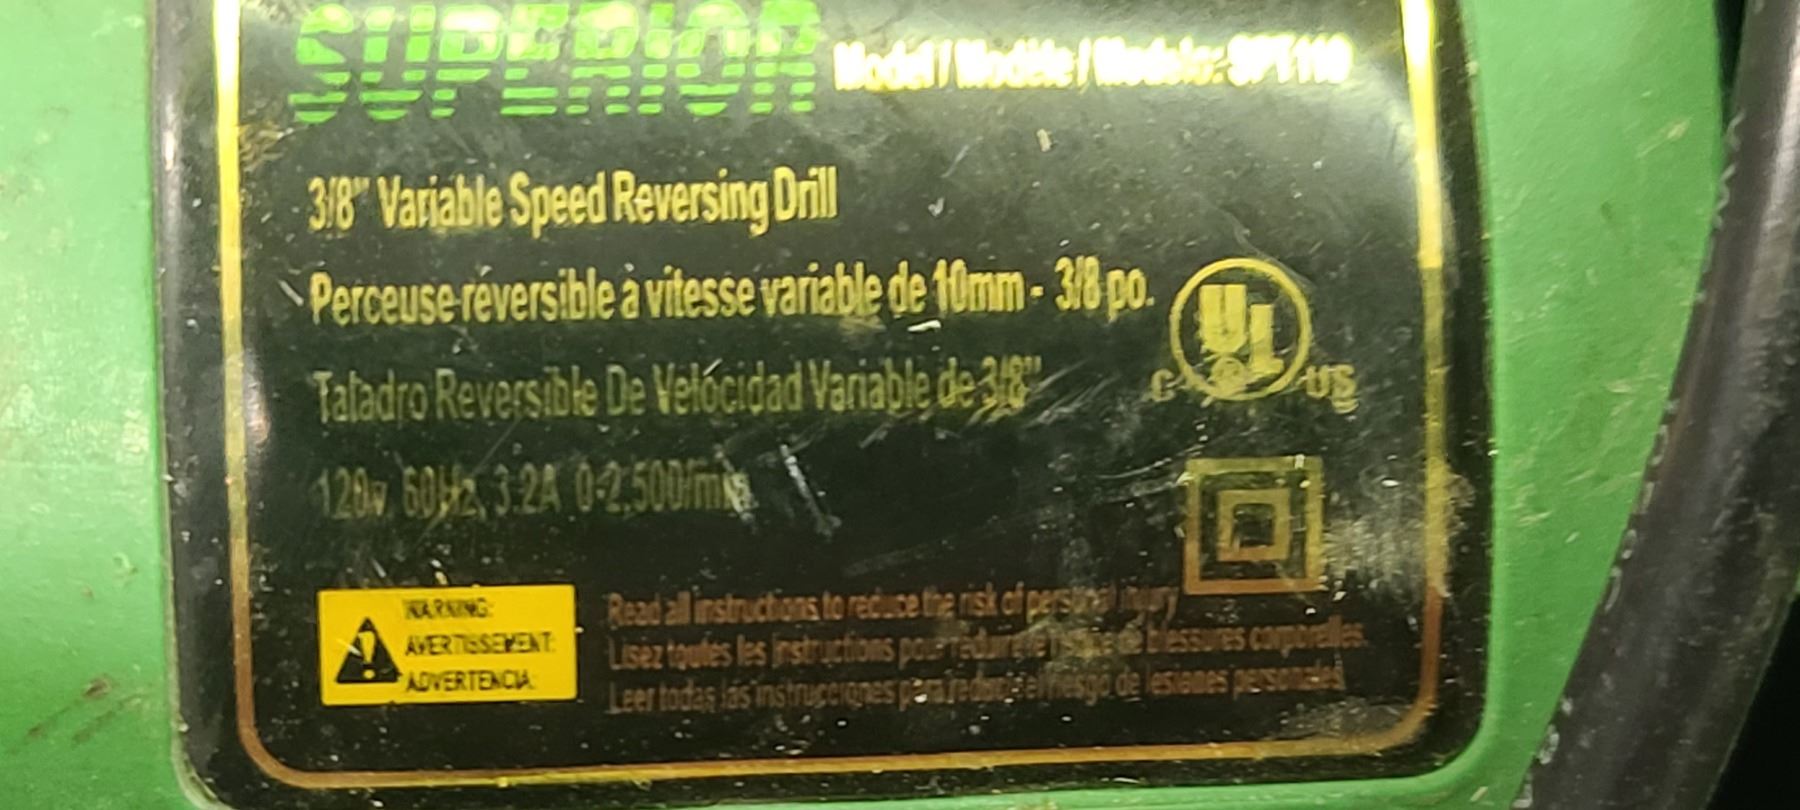 SUPERIOR
Model / Modèle / Modelo: SPT110
3/8" Variable Speed Reversing Drill
Perceuse réversible à vitesse variable de 10mm - 3/8 po.
Taladro Reversible De Velocidad Variable de 3/8"
120v, 60Hz, 3.2A 0-2,500/min
C UL US
WARNING:
AVERTISSEMENT:
ADVERTENCIA:
Read all instructions to reduce the risk of personal injury
Lisez toutes les instructions pour réduire le risque de blessures corporelles.
Leer todas las instrucciones para reducir el riesgo de lesiones personales